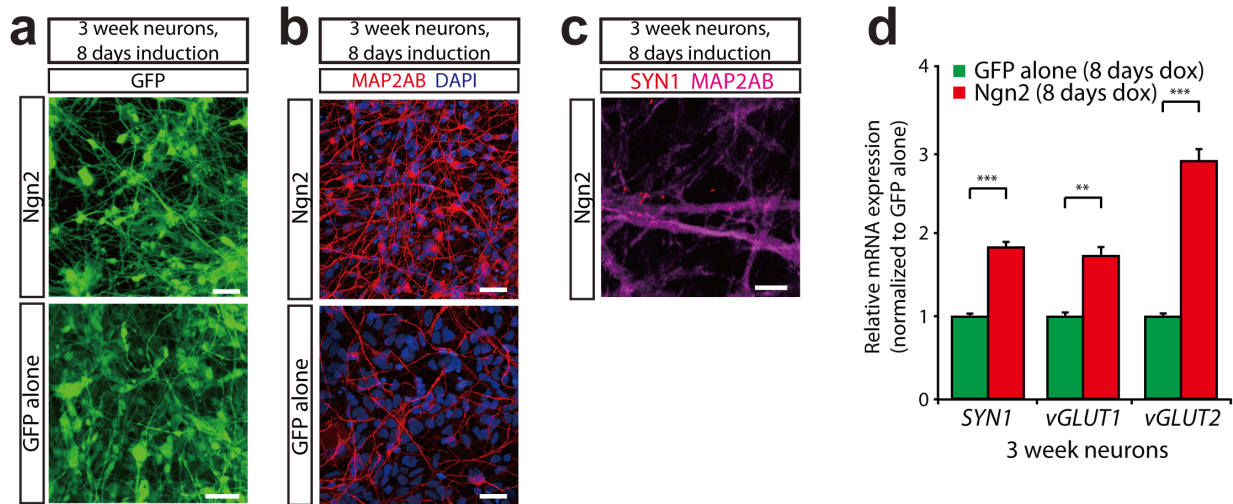 a
3 week neurons,
8 days induction
GFP
Ngn2
GFP alone
b
3 week neurons,
8 days induction
MAP2AB DAPI
Ngn2
GFP alone
c
3 week neurons,
8 days induction
SYN1 MAP2AB
Ngn2
d
GFP alone (8 days dox)
Ngn2 (8 days dox)
***
***
**
Relative mRNA expression
(normalized to GFP alone)
4
3
2
1
0
SYN1 vGLUT1 vGLUT2
3 week neurons